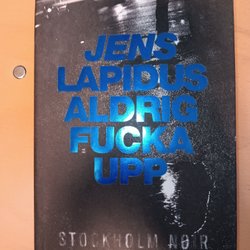 JENS
LAPIDUS
ALDRIG
FUCKA
UPP
STOCKHOLM NOIR